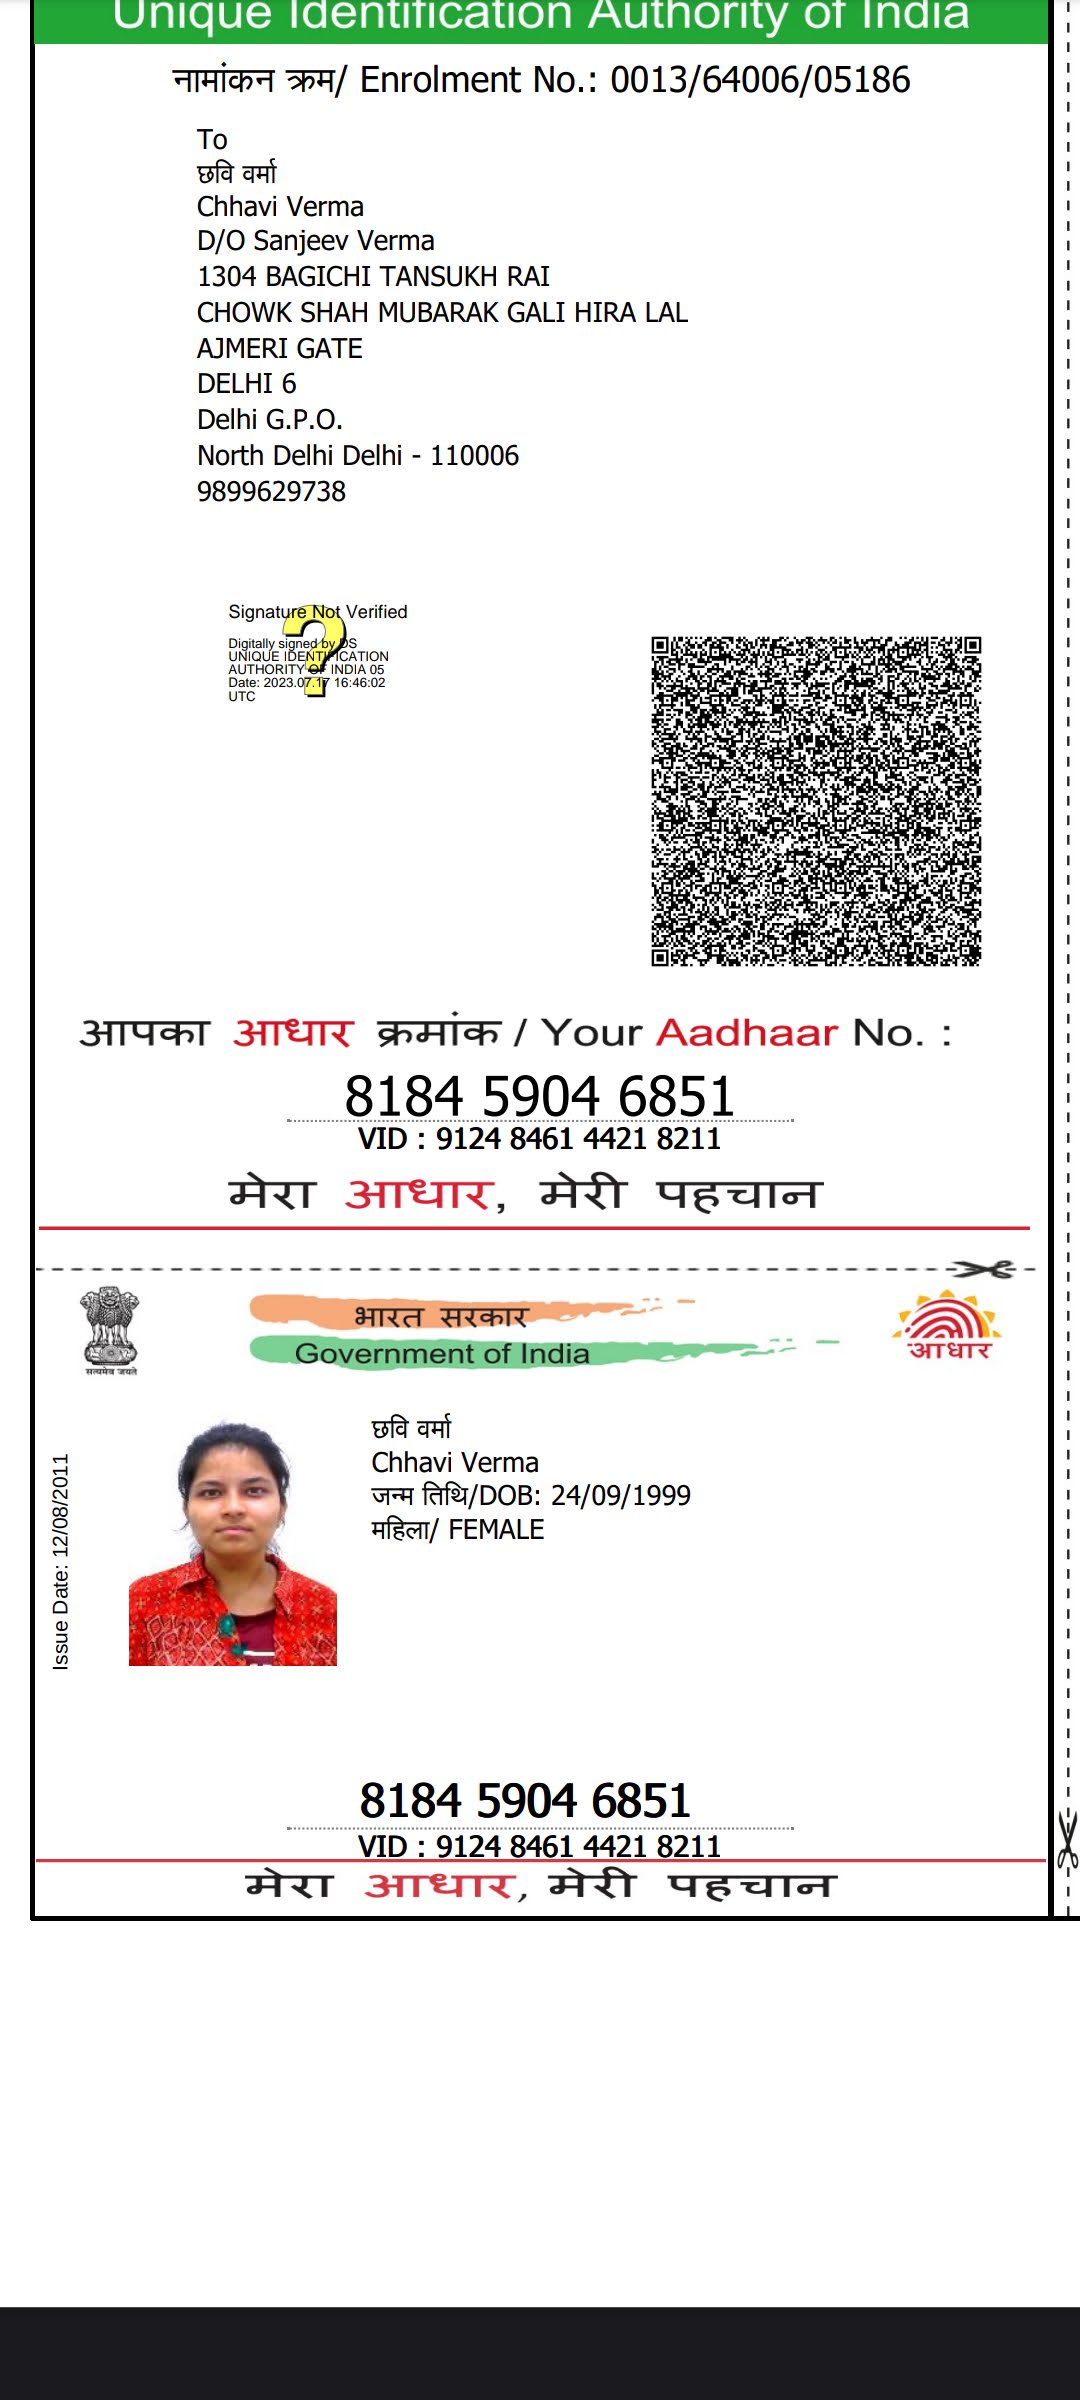 Unique Identification Authority of India
नामांकन क्रम/ Enrolment No.: 0013/64006/05186
To
छवि वर्मा
Chhavi Verma
D/O Sanjeev Verma
1304 BAGICHI TANSUKH RAI
CHOWK SHAH MUBARAK GALI HIRA LAL
AJMERI GATE
DELHI 6
Delhi G.P.O.
North Delhi Delhi - 110006
9899629738
Signature Not Verified
Digitally signed by DS
UNIQUE IDENTIFICATION
AUTHORITY OF INDIA 05
Date: 2023.07.17 16:46:02
UTC
आपका आधार क्रमांक / Your Aadhaar No. :
8184 5904 6851
VID : 9124 8461 4421 8211
मेरा आधार, मेरी पहचान
सत्यमेव जयते
भारत सरकार
Government of India
आधार
Issue Date: 12/08/2011
छवि वर्मा
Chhavi Verma
जन्म तिथि/DOB: 24/09/1999
महिला/ FEMALE
8184 5904 6851
VID : 9124 8461 4421 8211
मेरा आधार, मेरी पहचान